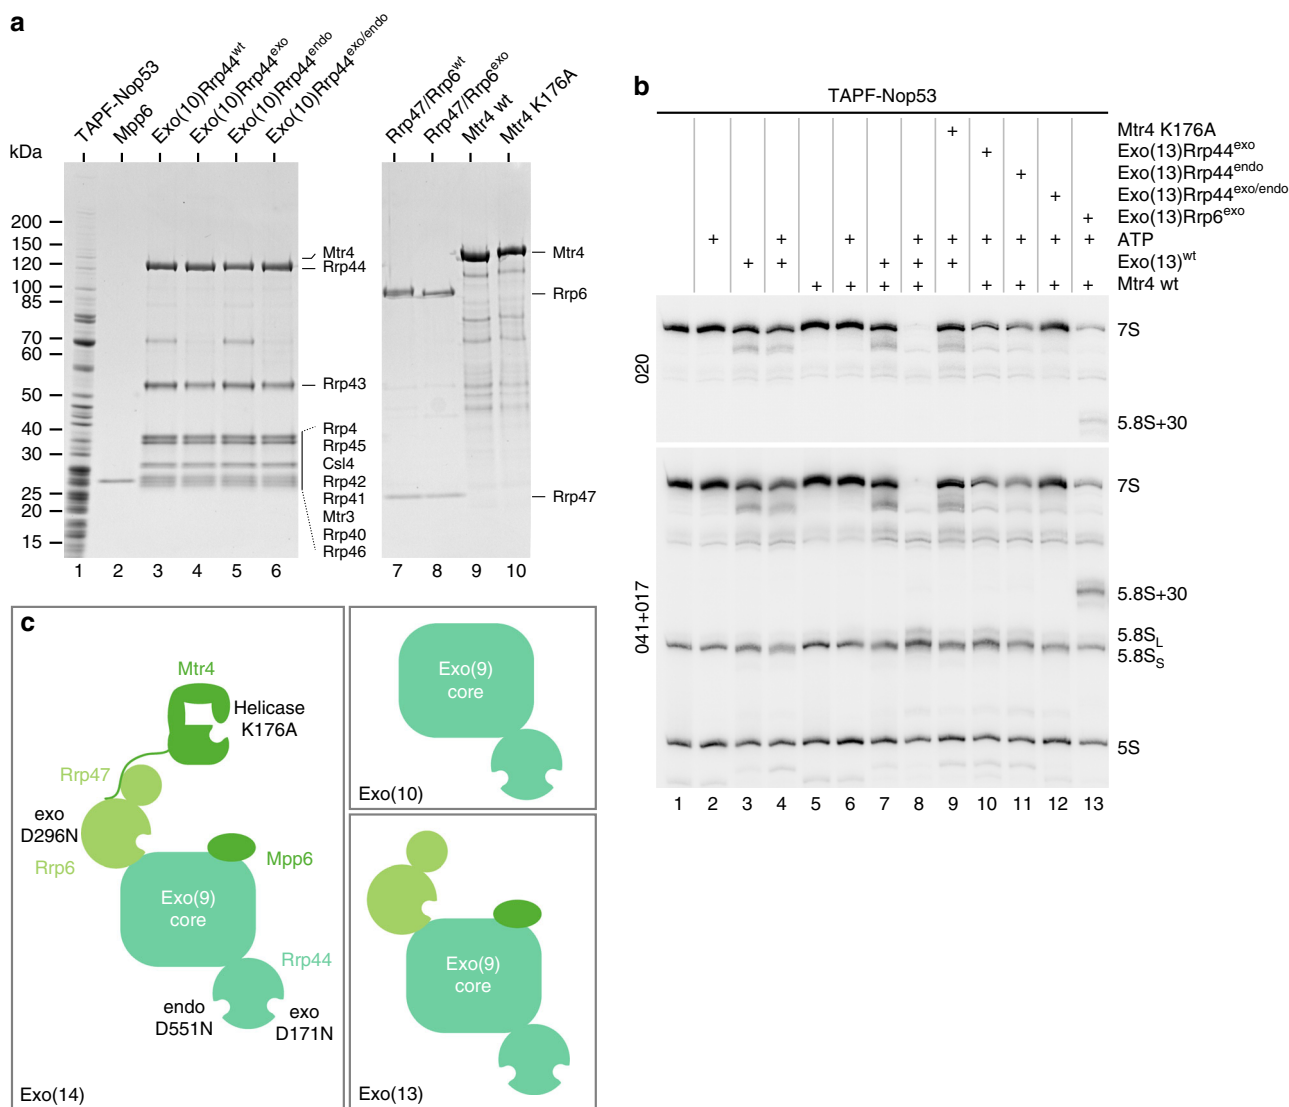 a
TAPF-Nop53
Mpp6
Exo(10)Rrp44wt
Exo(10)Rrp44exo
Exo(10)Rrp44endo
Exo(10)Rrp44exo/endo
Rrp47/Rrp6wt
Rrp47/Rrp6exo
Mtr4 wt
Mtr4 K176A
kDa
200
150
120
100
85
70
60
50
40
30
25
20
15
Mtr4
Rrp44
Rrp43
Rrp4
Rrp45
Csl4
Rrp42
Rrp41
Mtr3
Rrp40
Rrp46
Mtr4
Rrp6
Rrp47
1 2 3 4 5 6 7 8 9 10
b
TAPF-Nop53
+ Mtr4 K176A
+ Exo(13)Rrp44exo
+ Exo(13)Rrp44endo
+ Exo(13)Rrp44exo/endo
+ Exo(13)Rrp6exo
+ + + + + + + + + ATP
+ + + + + Exo(13)wt
+ + + + + + + + Mtr4 wt
020
7S
5.8S+30
041+017
7S
5.8S+30
5.8SL
5.8SS
5S
1 2 3 4 5 6 7 8 9 10 11 12 13
c
Mtr4
Helicase
K176A
Rrp47
exo
D296N
Rrp6
Mpp6
Exo(9)
core
Rrp44
endo
D551N
exo
D171N
Exo(14)
Exo(9)
core
Exo(10)
Exo(9)
core
Exo(13)